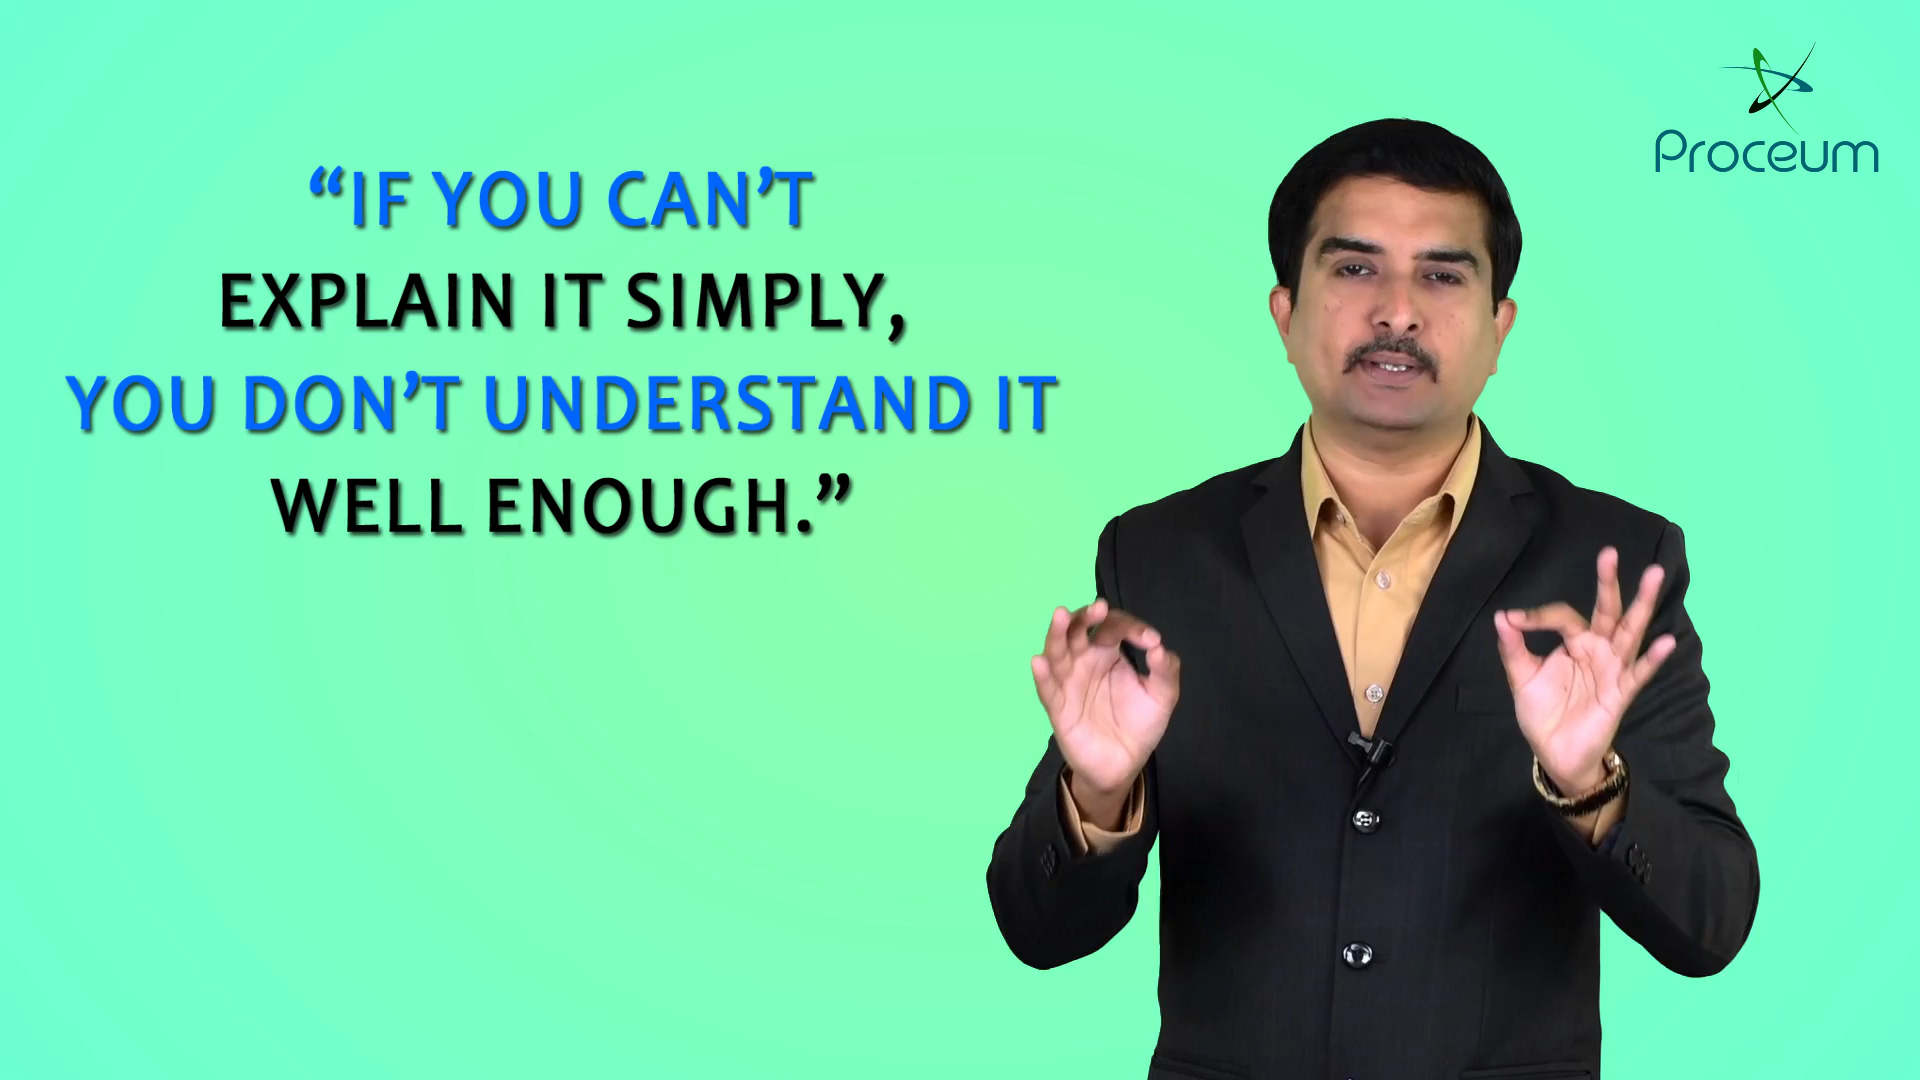 “IF YOU CAN’T
EXPLAIN IT SIMPLY,
YOU DON’T UNDERSTAND IT
WELL ENOUGH.”
Proceum